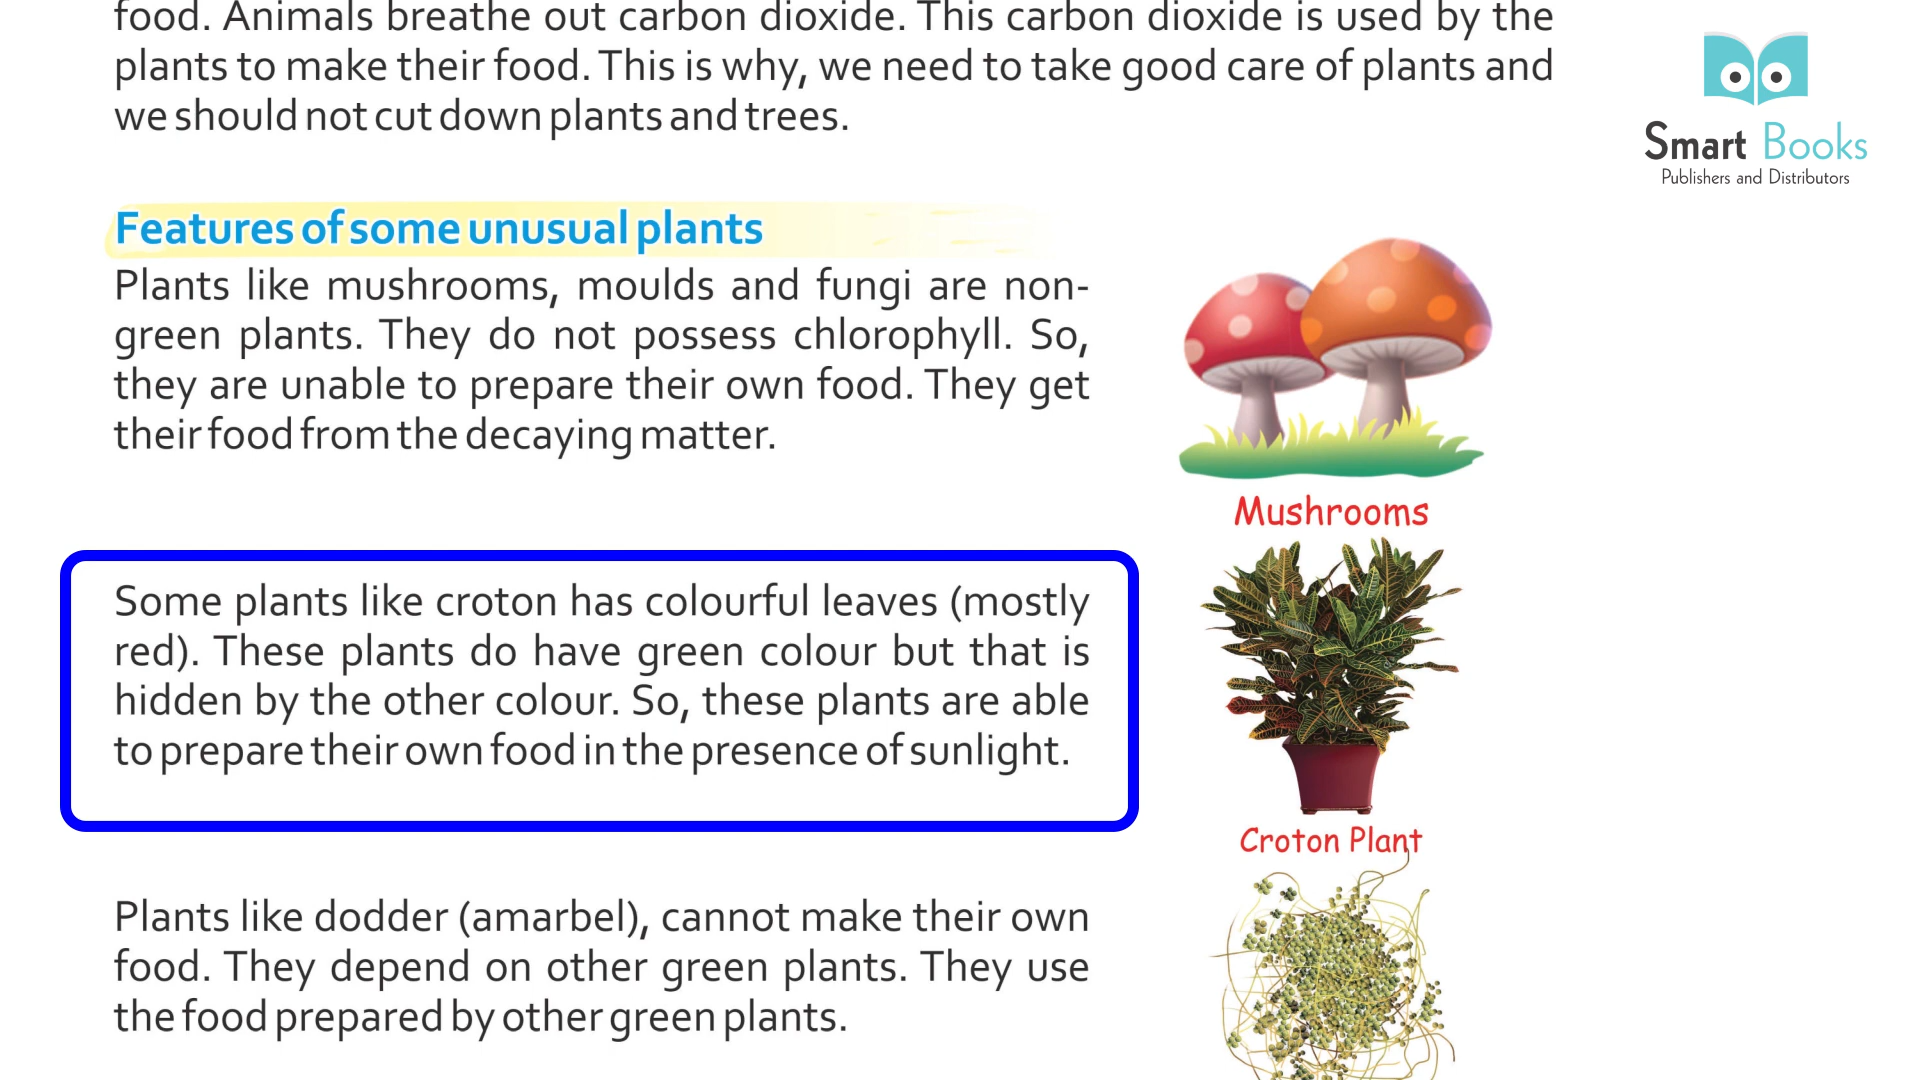 food. Animals breathe out carbon dioxide. This carbon dioxide is used by the
plants to make their food. This is why, we need to take good care of plants and
we should not cut down plants and trees.
Smart Books
Publishers and Distributors
Features of some unusual plants
Plants like mushrooms, moulds and fungi are non-
green plants. They do not possess chlorophyll. So,
they are unable to prepare their own food. They get
their food from the decaying matter.
Mushrooms
Some plants like croton has colourful leaves (mostly
red). These plants do have green colour but that is
hidden by the other colour. So, these plants are able
to prepare their own food in the presence of sunlight.
Croton Plant
Plants like dodder (amarbel), cannot make their own
food. They depend on other green plants. They use
the food prepared by other green plants.